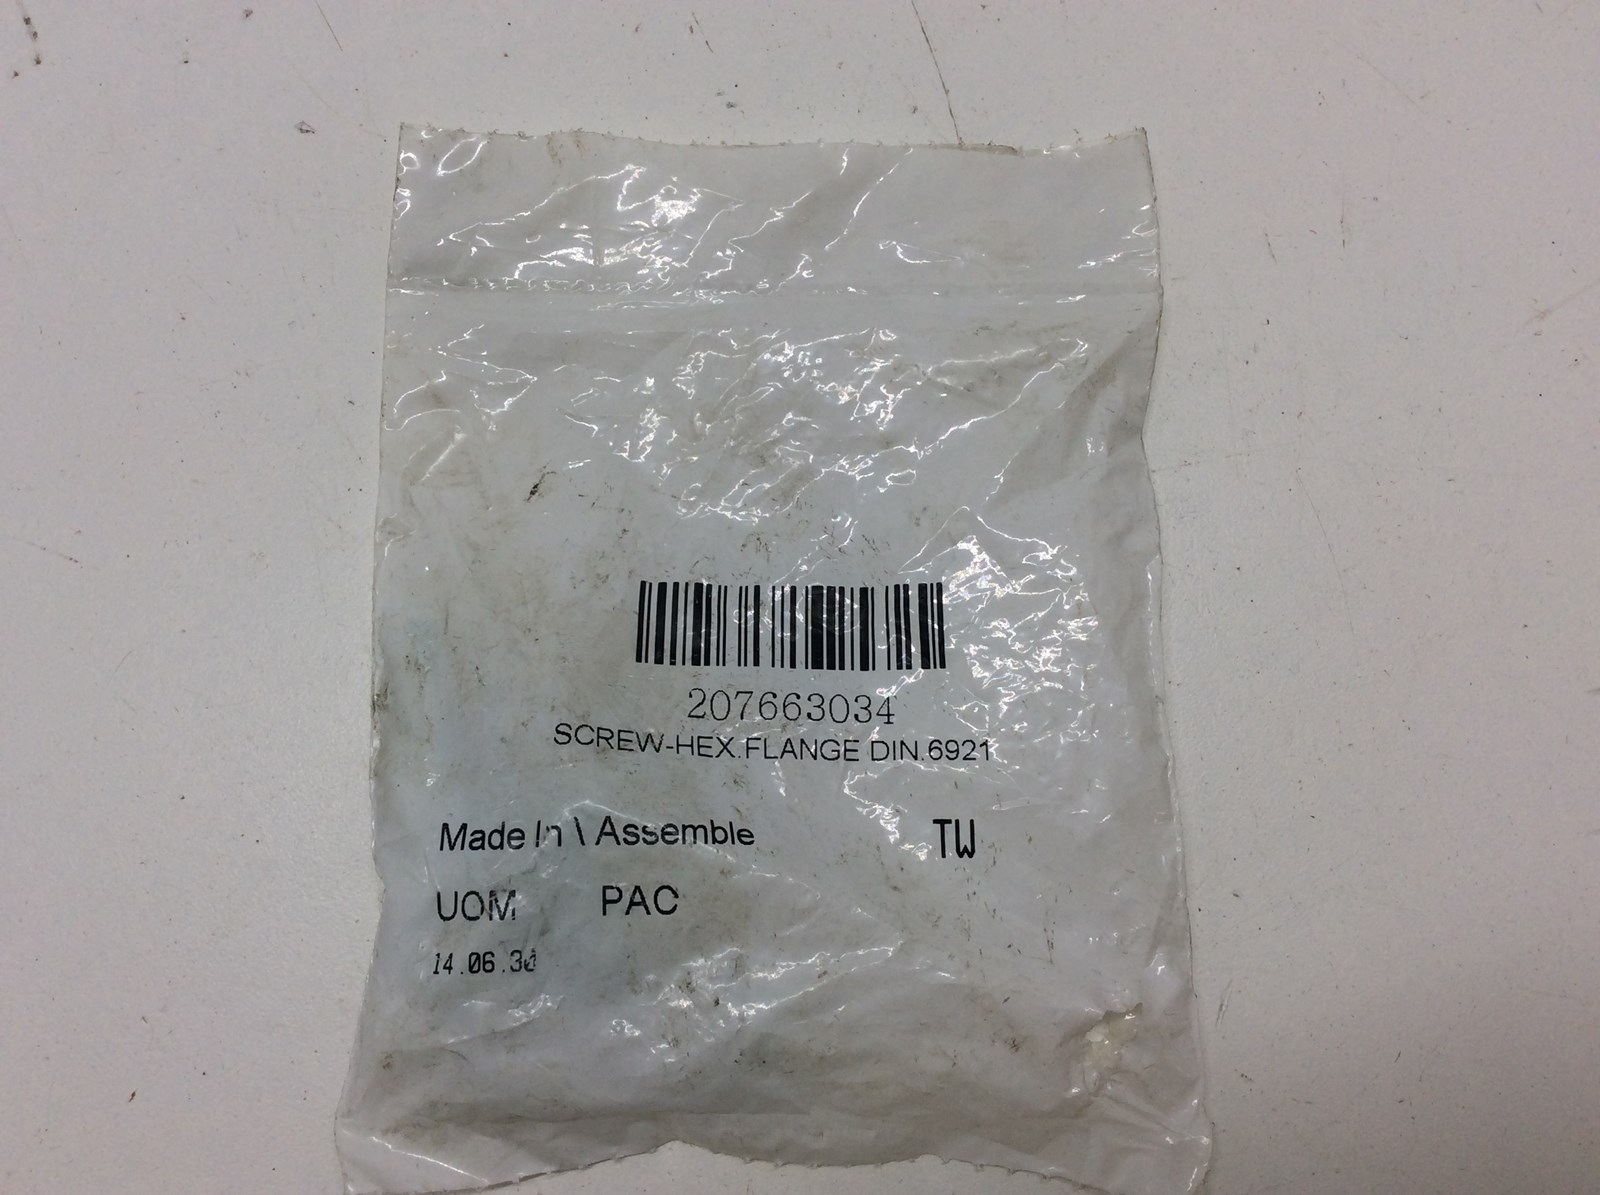 207663034
SCREW-HEX.FLANGE DIN.6921
Made In \ Assemble TW
UOM PAC
14.06.30